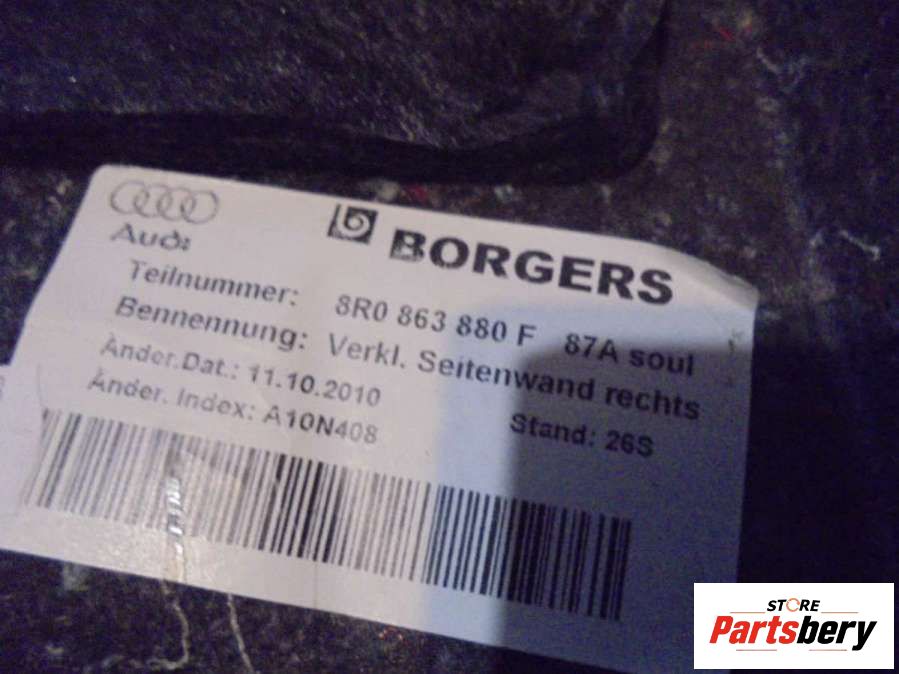 Audi
BORGERS
Teilnummer: 8R0 863 880 F 87A soul
Bennennung: Verkl. Seitenwand rechts
Änder.Dat.: 11.10.2010
Änder. Index: A10N408
Stand: 26S
STORE
Partsbery